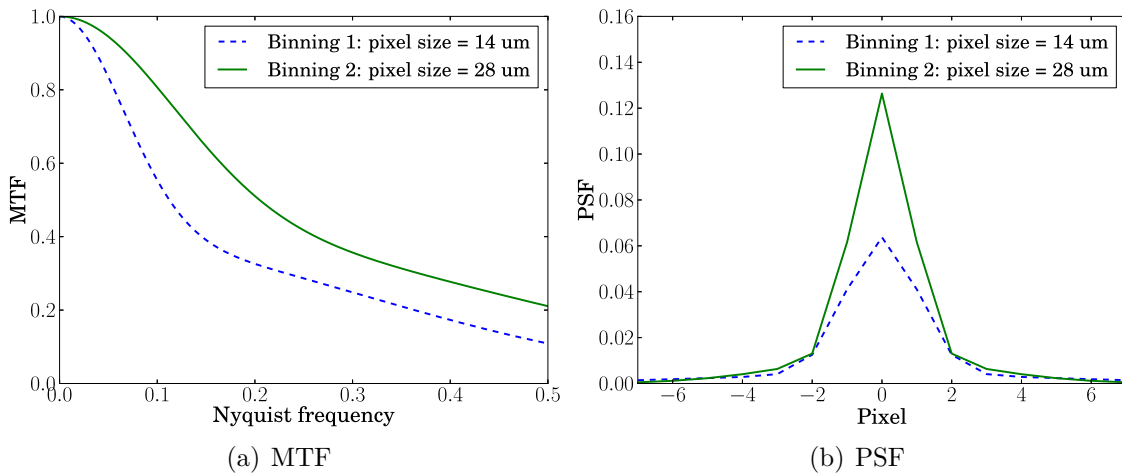 1.0
0.8
0.6
0.4
0.2
0.0
MTF
Binning 1: pixel size = 14 um
Binning 2: pixel size = 28 um
0.0 0.1 0.2 0.3 0.4 0.5
Nyquist frequency
(a) MTF
0.16
0.14
0.12
0.10
0.08
0.06
0.04
0.02
0.00
PSF
Binning 1: pixel size = 14 um
Binning 2: pixel size = 28 um
−6 −4 −2 0 2 4 6
Pixel
(b) PSF